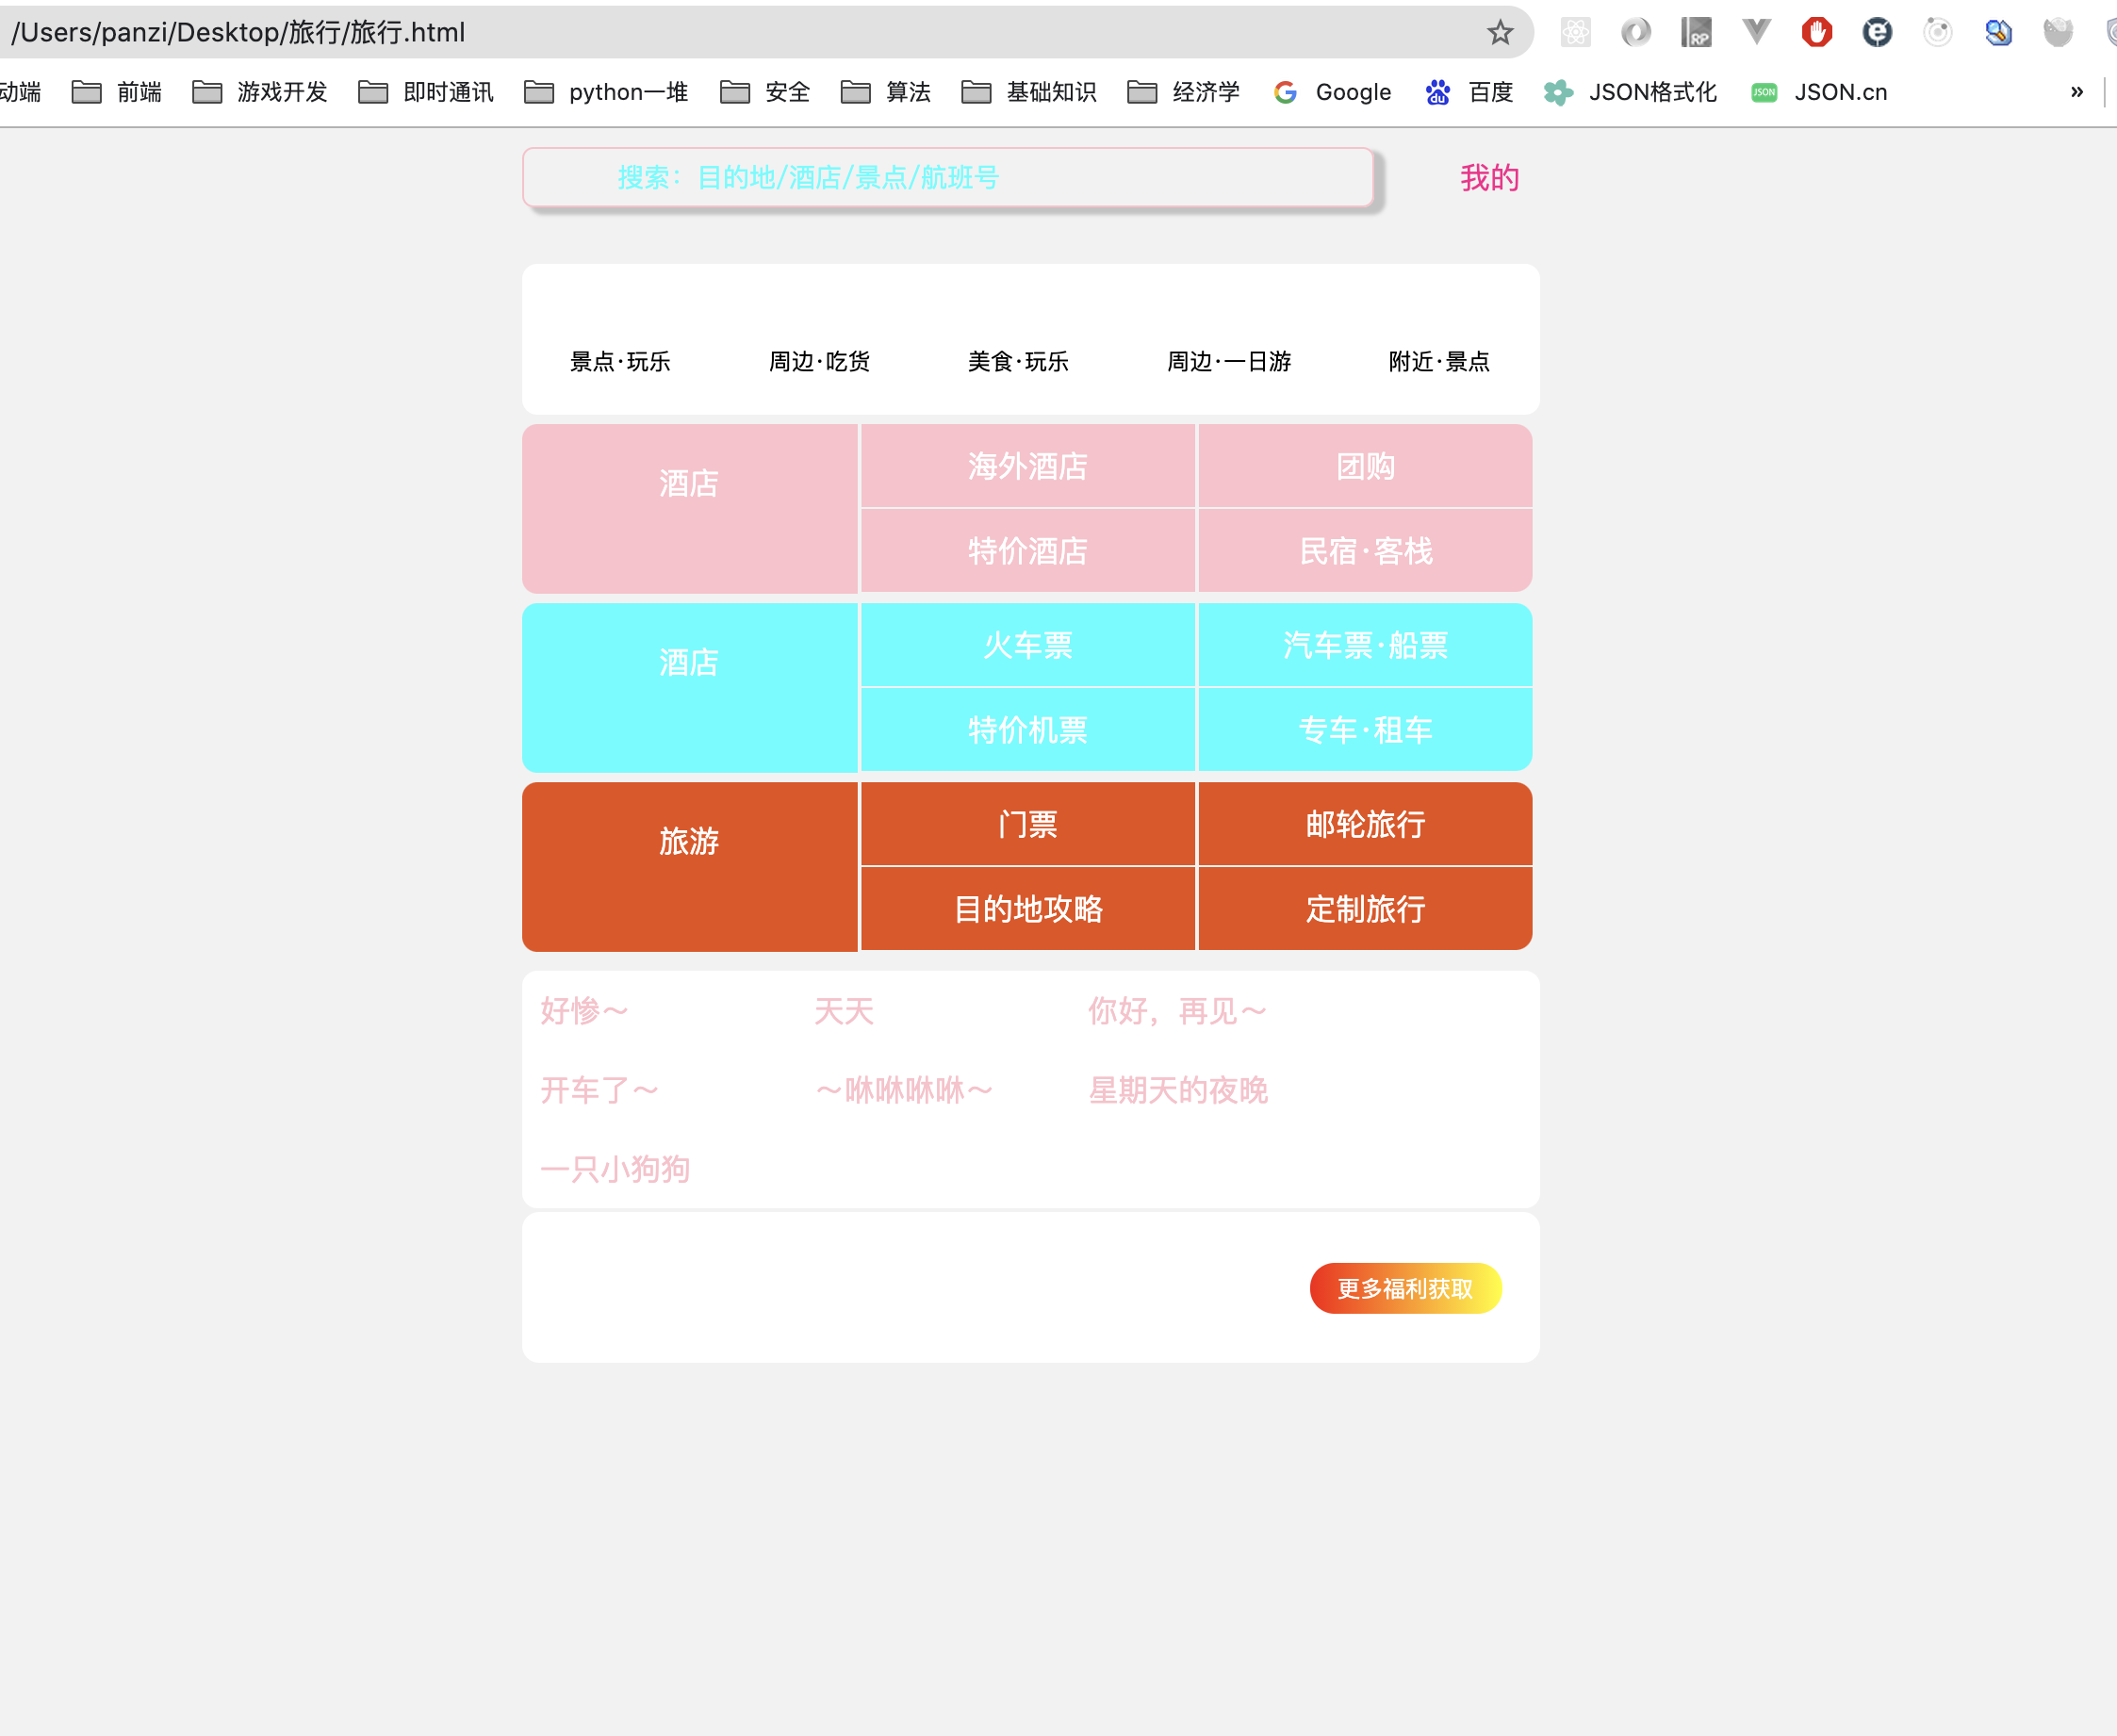 /Users/panzi/Desktop/旅行/旅行.html
动端 前端 游戏开发 即时通讯 python一堆 安全 算法 基础知识 经济学 Google 百度 JSON格式化 JSON.cn »
搜索：目的地/酒店/景点/航班号 我的
景点·玩乐 周边·吃货 美食·玩乐 周边·一日游 附近·景点
酒店 海外酒店 团购
特价酒店 民宿·客栈
酒店 火车票 汽车票·船票
特价机票 专车·租车
旅游 门票 邮轮旅行
目的地攻略 定制旅行
好惨～ 天天 你好，再见～
开车了～ ～咻咻咻咻～ 星期天的夜晚
一只小狗狗
更多福利获取